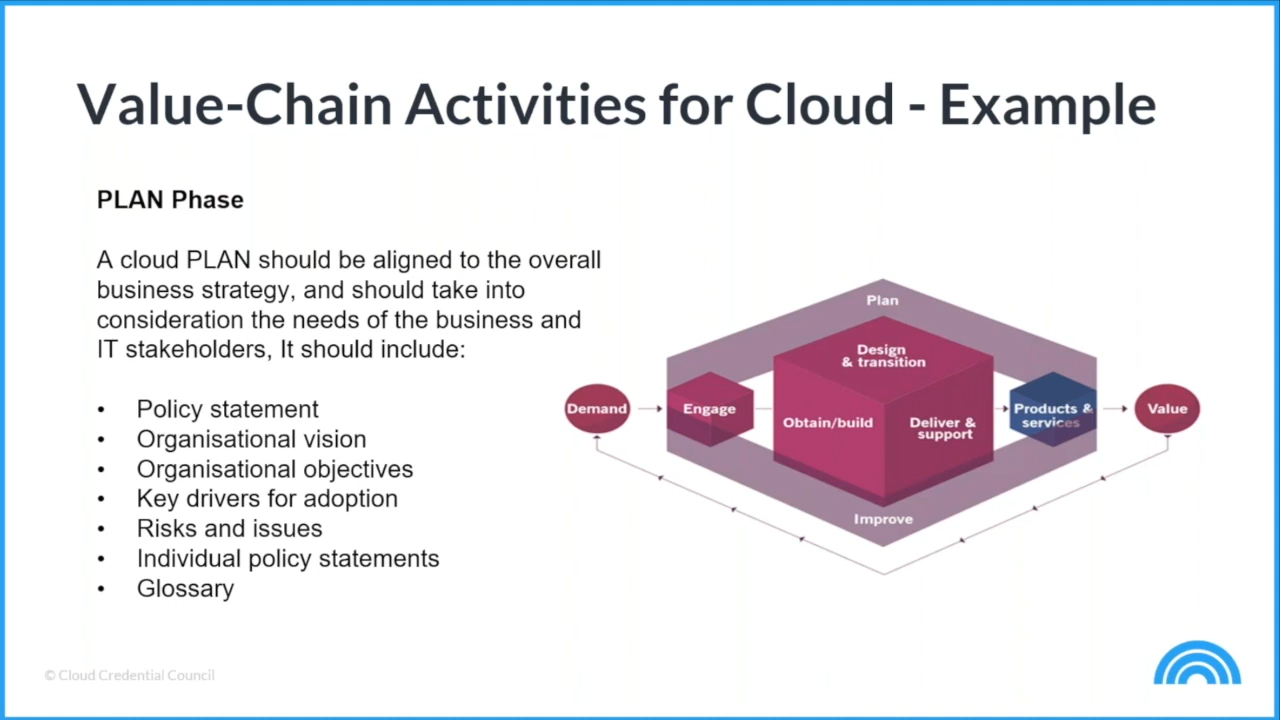 Value-Chain Activities for Cloud - Example
PLAN Phase
A cloud PLAN should be aligned to the overall
business strategy, and should take into
consideration the needs of the business and
IT stakeholders, It should include:
• Policy statement
• Organisational vision
• Organisational objectives
• Key drivers for adoption
• Risks and issues
• Individual policy statements
• Glossary
Plan
Design
& transition
Demand
Engage
Obtain/build
Deliver &
support
Products &
services
Value
Improve
© Cloud Credential Council